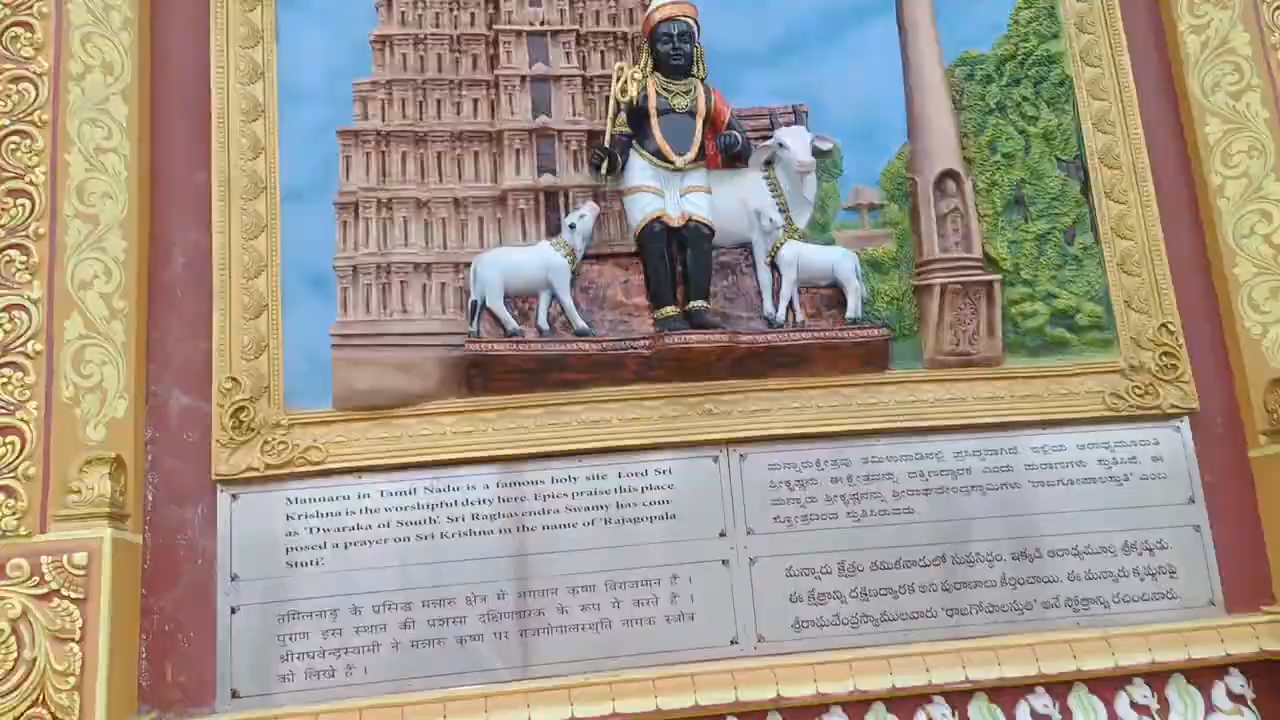 Mannaru in Tamil Nadu is a famous holy site Lord Sri
Krishna is the worshipful deity here. Epics praise this place
as 'Dwaraka of South'. Sri Raghavendra Swamy has com-
posed a prayer on Sri Krishna in the name of 'Rajagopala
Stuti'.
तमिलनाडु के प्रसिद्ध मन्नारु क्षेत्र में भगवान कृष्णा विराजमान हैं ।
पुराण इस स्थान की प्रशंसा दक्षिणद्वारक के रूप में करते हैं ।
श्रीराघवेन्द्रस्वामी ने मन्नारु कृष्ण पर राजगोपालस्थुति नामक स्त्रोत्र
को लिखे हैं ।
ಮನ್ನಾರುಕ್ಷೇತ್ರವು ತಮಿಳುನಾಡಿನಲ್ಲಿ ಪ್ರಸಿದ್ಧವಾಗಿದೆ. ಇಲ್ಲಿಯ ಆರಾಧ್ಯಮೂರುತಿ
ಶ್ರೀಕೃಷ್ಣನು. ಈ ಕ್ಷೇತ್ರವನ್ನು ದಕ್ಷಿಣದ್ವಾರಕ ಎಂದು ಪುರಾಣಗಳು ಸ್ತುತಿಸಿವೆ. ಈ
ಮನ್ನಾರು ಶ್ರೀಕೃಷ್ಣನನ್ನು ಶ್ರೀರಾಘವೇಂದ್ರಸ್ವಾಮಿಗಳು 'ರಾಜಗೋಪಾಲಸ್ತುತಿ' ಎಂಬ
ಸ್ತೋತ್ರದಿಂದ ಸ್ತುತಿಸಿರುವರು
మన్నారు క్షేత్రం తమిళనాడులో సుప్రసిద్ధం. ఇక్కడి ఆరాధ్యమూర్తి శ్రీకృష్ణుడు.
ఈ క్షేత్రాన్ని దక్షణద్వారక అని పురాణాలు కీర్తించాయి. ఈ మన్నారు కృష్ణునిపై
శ్రీరాఘవేంద్రస్వాములవారు 'రాజగోపాలస్తుతి' అనే స్తోత్రాన్ని రచించినారు.